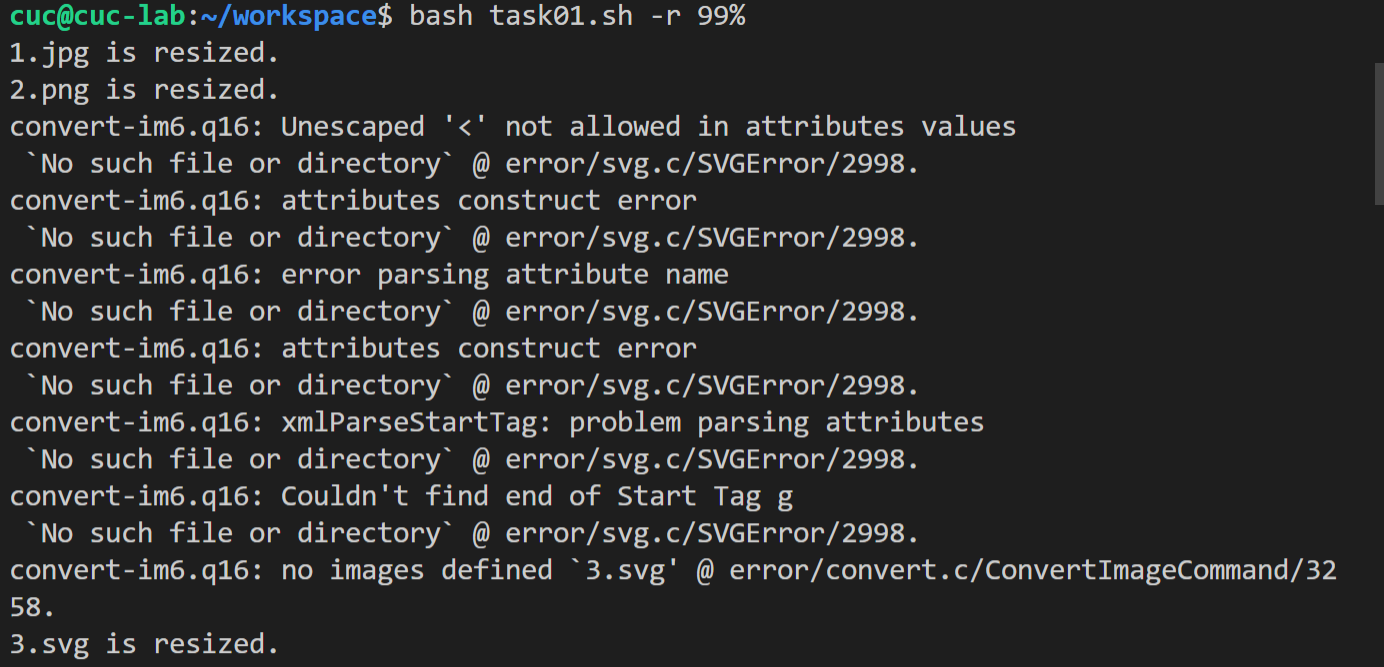 cuc@cuc-lab:~/workspace$ bash task01.sh -r 99%
1.jpg is resized.
2.png is resized.
convert-im6.q16: Unescaped '<' not allowed in attributes values
 `No such file or directory` @ error/svg.c/SVGError/2998.
convert-im6.q16: attributes construct error
 `No such file or directory` @ error/svg.c/SVGError/2998.
convert-im6.q16: error parsing attribute name
 `No such file or directory` @ error/svg.c/SVGError/2998.
convert-im6.q16: attributes construct error
 `No such file or directory` @ error/svg.c/SVGError/2998.
convert-im6.q16: xmlParseStartTag: problem parsing attributes
 `No such file or directory` @ error/svg.c/SVGError/2998.
convert-im6.q16: Couldn't find end of Start Tag g
 `No such file or directory` @ error/svg.c/SVGError/2998.
convert-im6.q16: no images defined `3.svg' @ error/convert.c/ConvertImageCommand/32
58.
3.svg is resized.